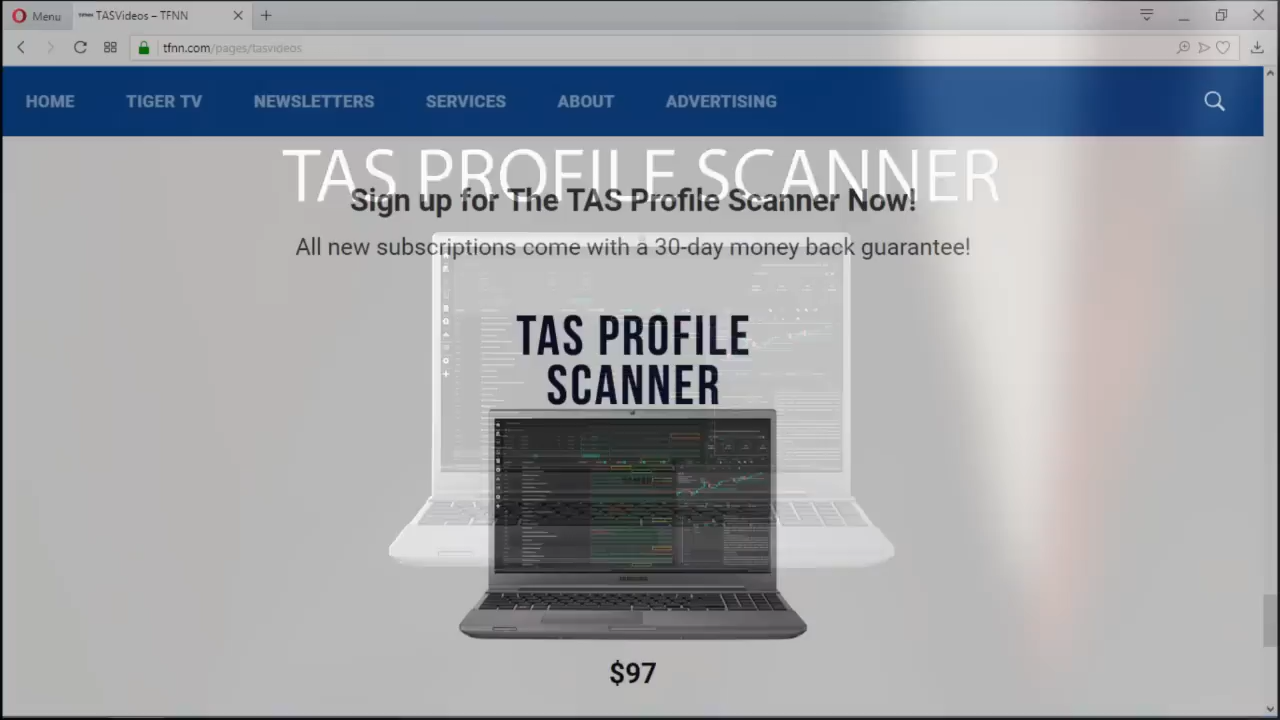 Menu
TASVideos – TFNN
tfnn.com/pages/tasvideos
HOME
TIGER TV
NEWSLETTERS
SERVICES
ABOUT
ADVERTISING
TAS PROFILE SCANNER
Sign up for The TAS Profile Scanner Now!
All new subscriptions come with a 30-day money back guarantee!
TAS PROFILE
SCANNER
SAMSUNG
$97